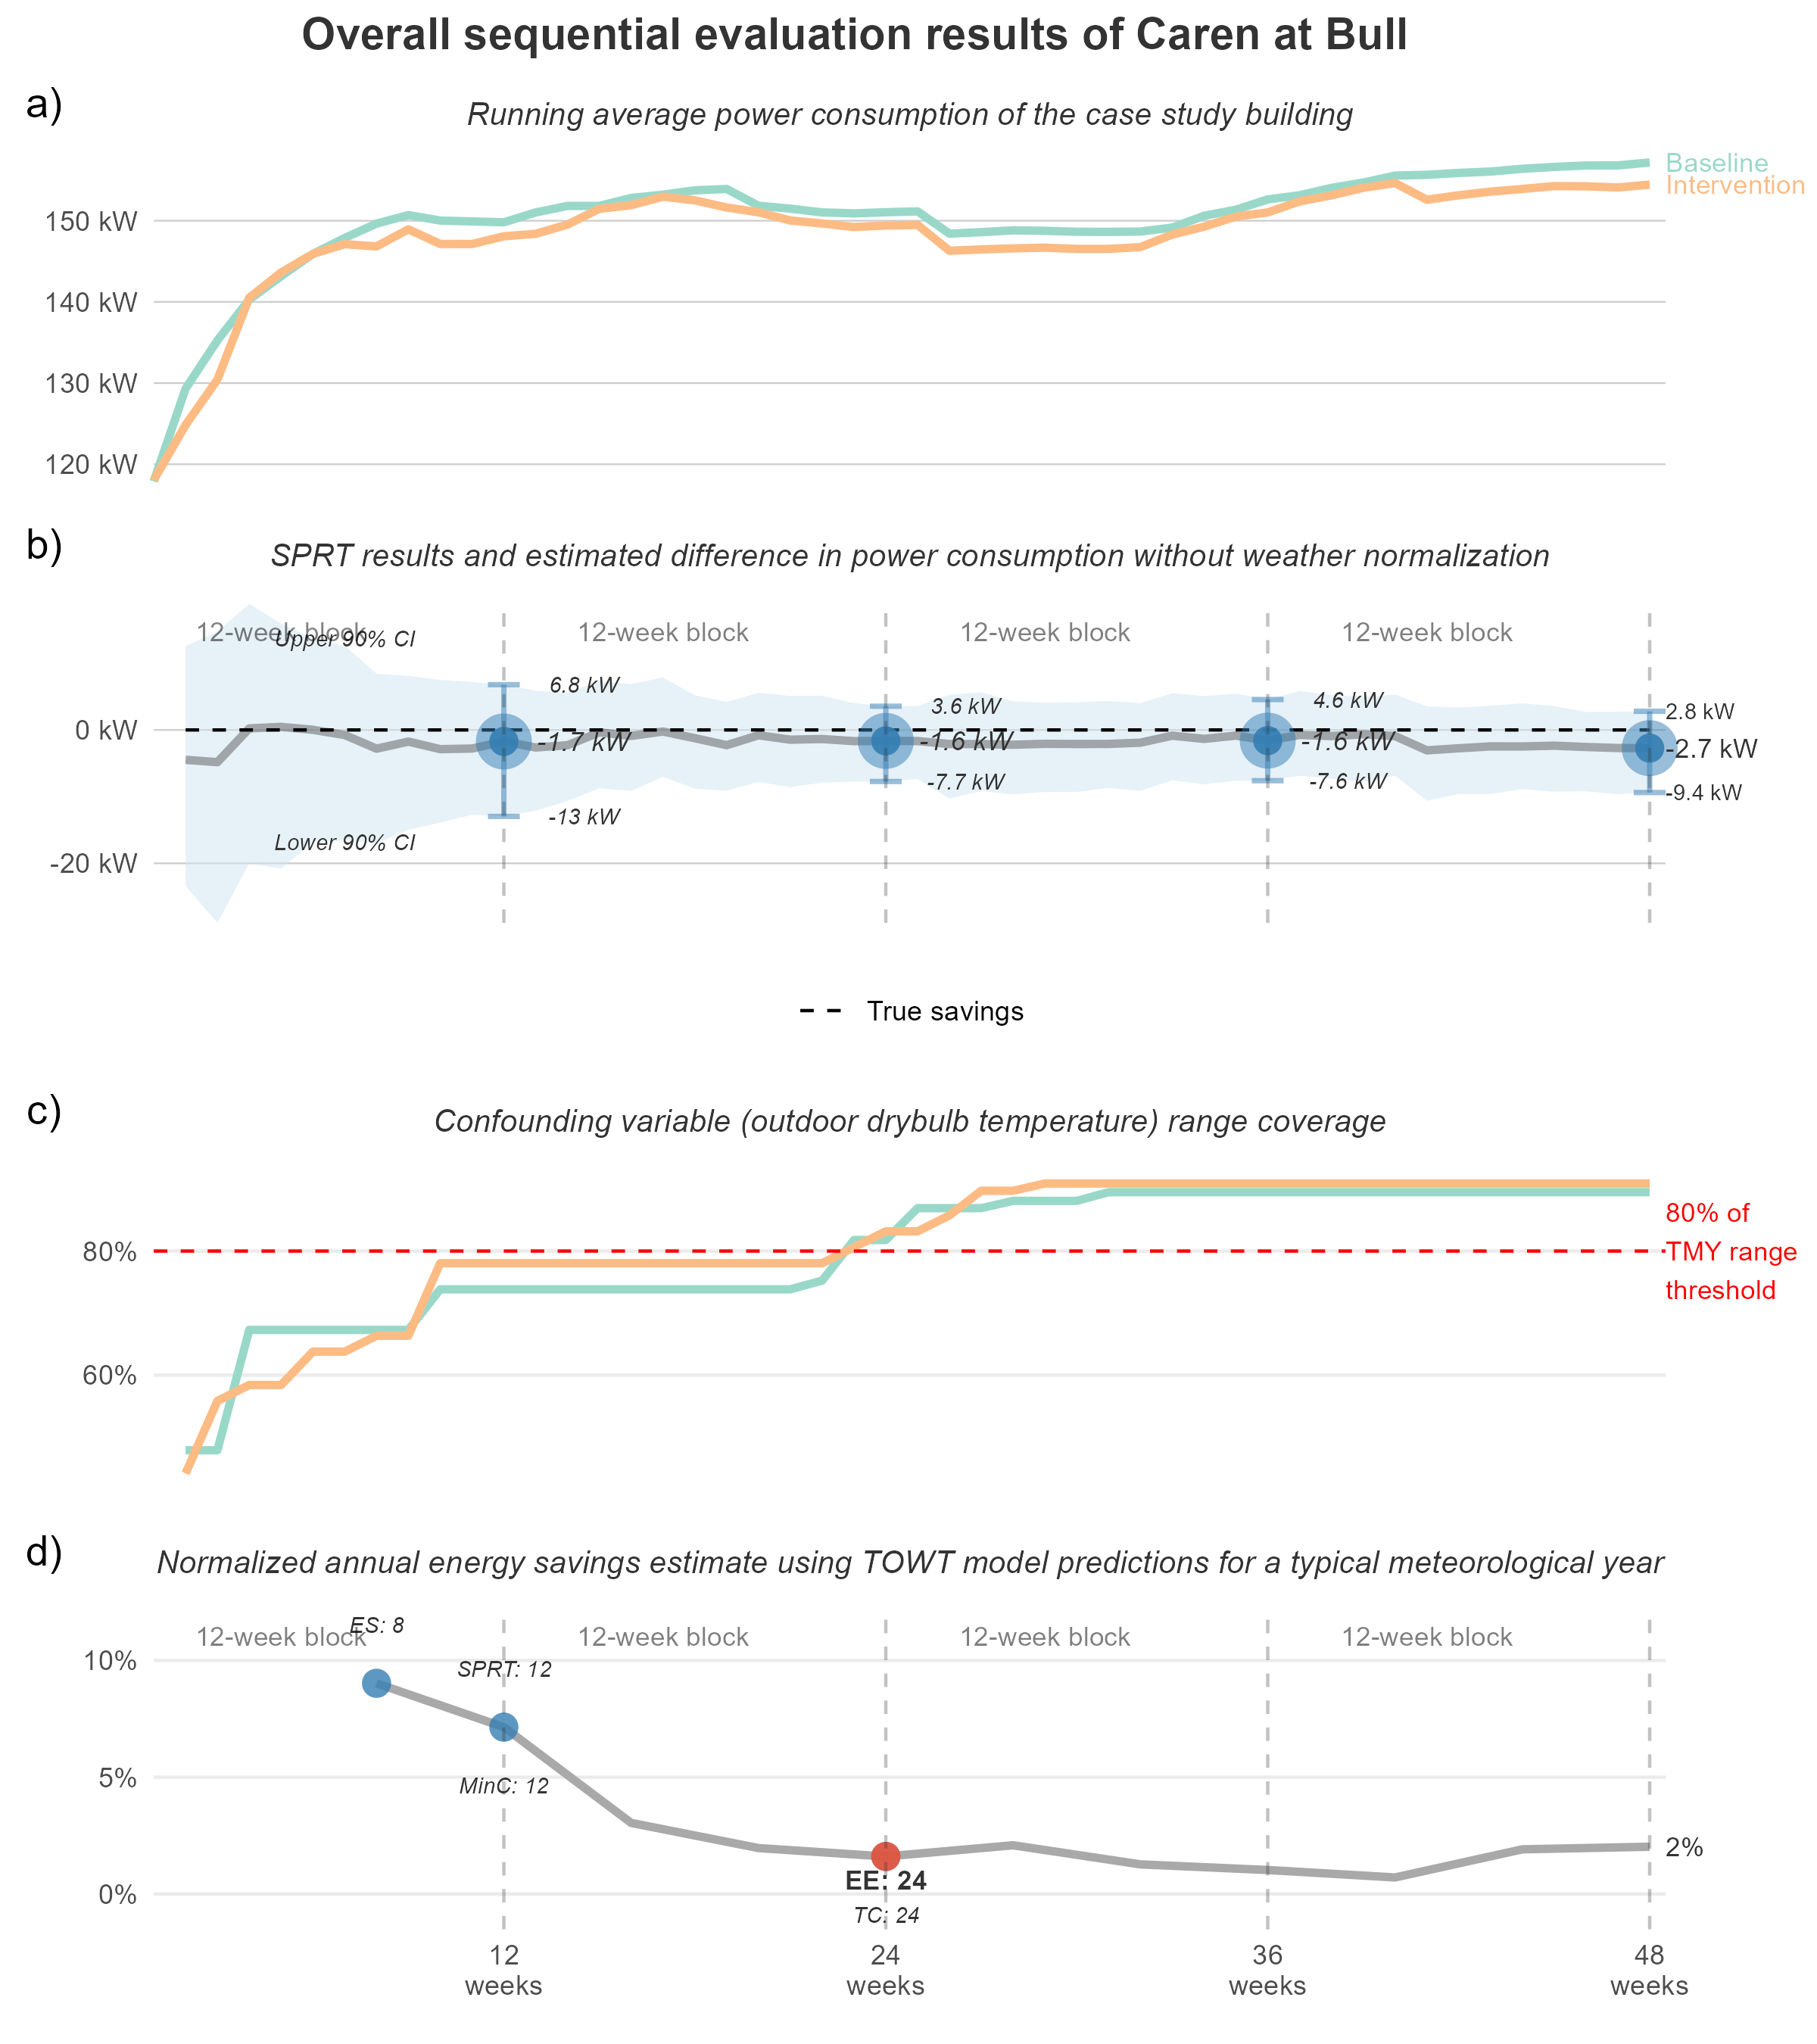 Overall sequential evaluation results of Caren at Bull
a)
Running average power consumption of the case study building
Baseline
Intervention
150 kW
140 kW
130 kW
120 kW
b)
SPRT results and estimated difference in power consumption without weather normalization
12-week block
12-week block
12-week block
12-week block
Upper 90% CI
6.8 kW
3.6 kW
4.6 kW
2.8 kW
0 kW
-1.7 kW
-1.6 kW
-1.6 kW
-2.7 kW
-7.7 kW
-7.6 kW
-9.4 kW
-13 kW
Lower 90% CI
-20 kW
True savings
c)
Confounding variable (outdoor drybulb temperature) range coverage
80% of
TMY range
threshold
80%
60%
d)
Normalized annual energy savings estimate using TOWT model predictions for a typical meteorological year
ES: 8
12-week block
12-week block
12-week block
12-week block
10%
SPRT: 12
5%
MinC: 12
2%
EE: 24
0%
TC: 24
12
weeks
24
weeks
36
weeks
48
weeks